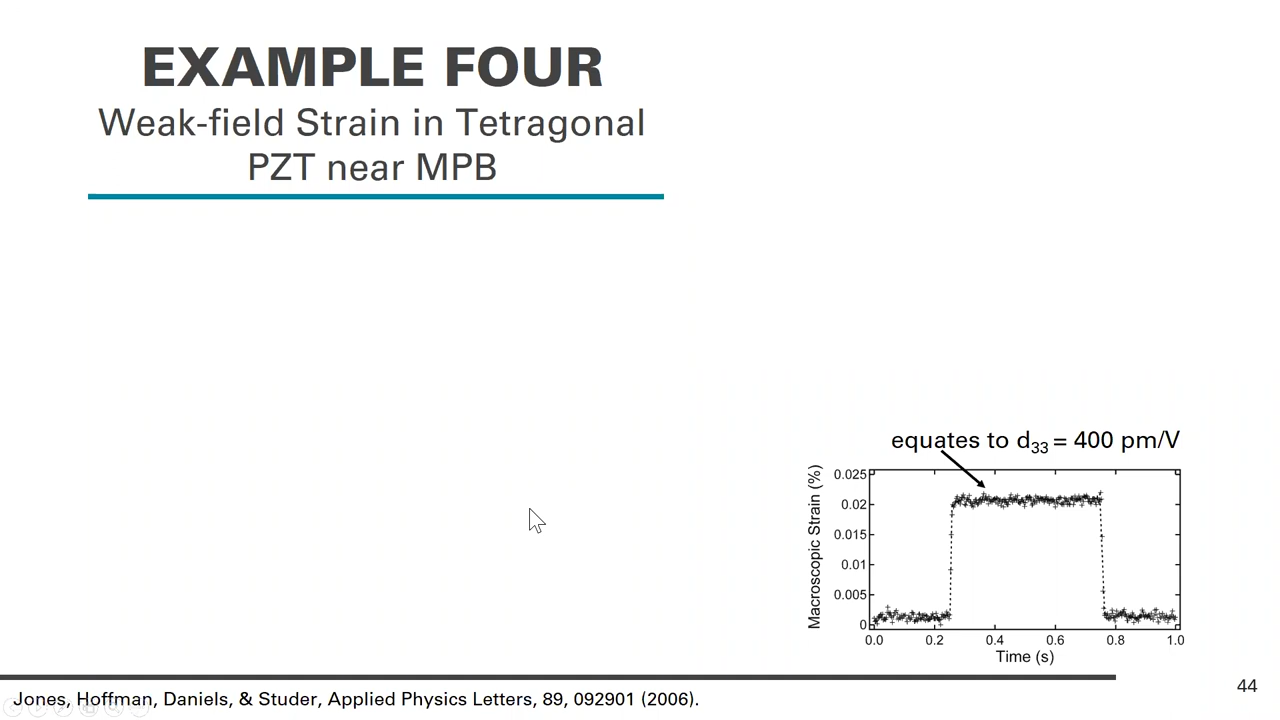 EXAMPLE FOUR
Weak-field Strain in Tetragonal
PZT near MPB
equates to d33 = 400 pm/V
Macroscopic Strain (%)
0.025
0.02
0.015
0.01
0.005
0
0.0 0.2 0.4 0.6 0.8 1.0
Time (s)
44
Jones, Hoffman, Daniels, & Studer, Applied Physics Letters, 89, 092901 (2006).